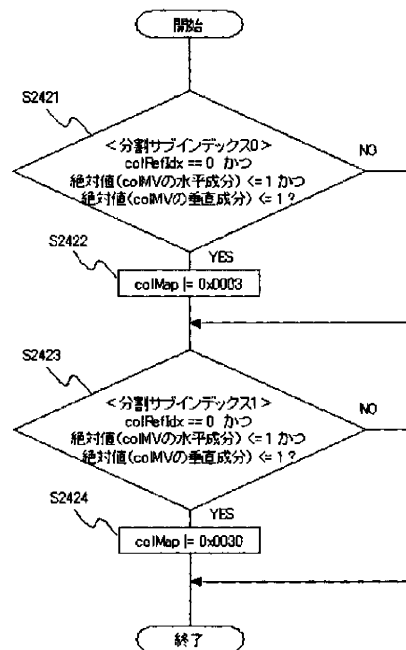 開始
S2421
<分割サブインデックス0>
colRefIdx == 0 かつ
絶対値(colMVの水平成分) <= 1 かつ
絶対値(colMVの垂直成分) <= 1 ?
NO
YES
S2422
colMap |= 0x0003
S2423
<分割サブインデックス1>
colRefIdx == 0 かつ
絶対値(colMVの水平成分) <= 1 かつ
絶対値(colMVの垂直成分) <= 1 ?
NO
YES
S2424
colMap |= 0x0030
終了